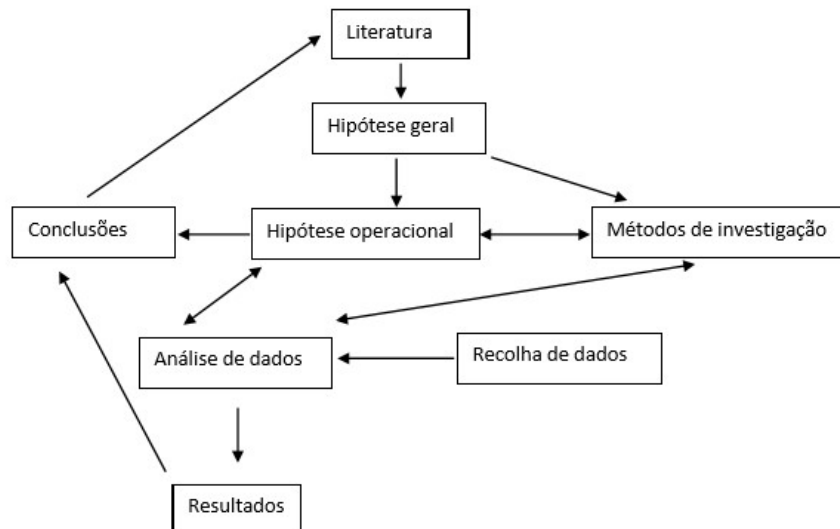 Literatura
Hipótese geral
Conclusões
Hipótese operacional
Métodos de investigação
Análise de dados
Recolha de dados
Resultados